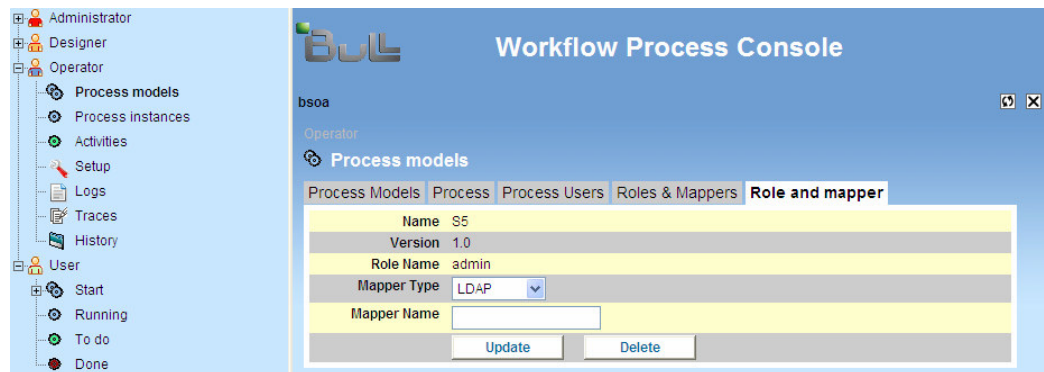 Administrator
Designer
Operator
Process models
Process instances
Activities
Setup
Logs
Traces
History
User
Start
Running
To do
Done
Bull
Workflow Process Console
bsoa
Operator
Process models
Process Models Process Process Users Roles & Mappers Role and mapper
Name S5
Version 1.0
Role Name admin
Mapper Type LDAP
Mapper Name
Update Delete